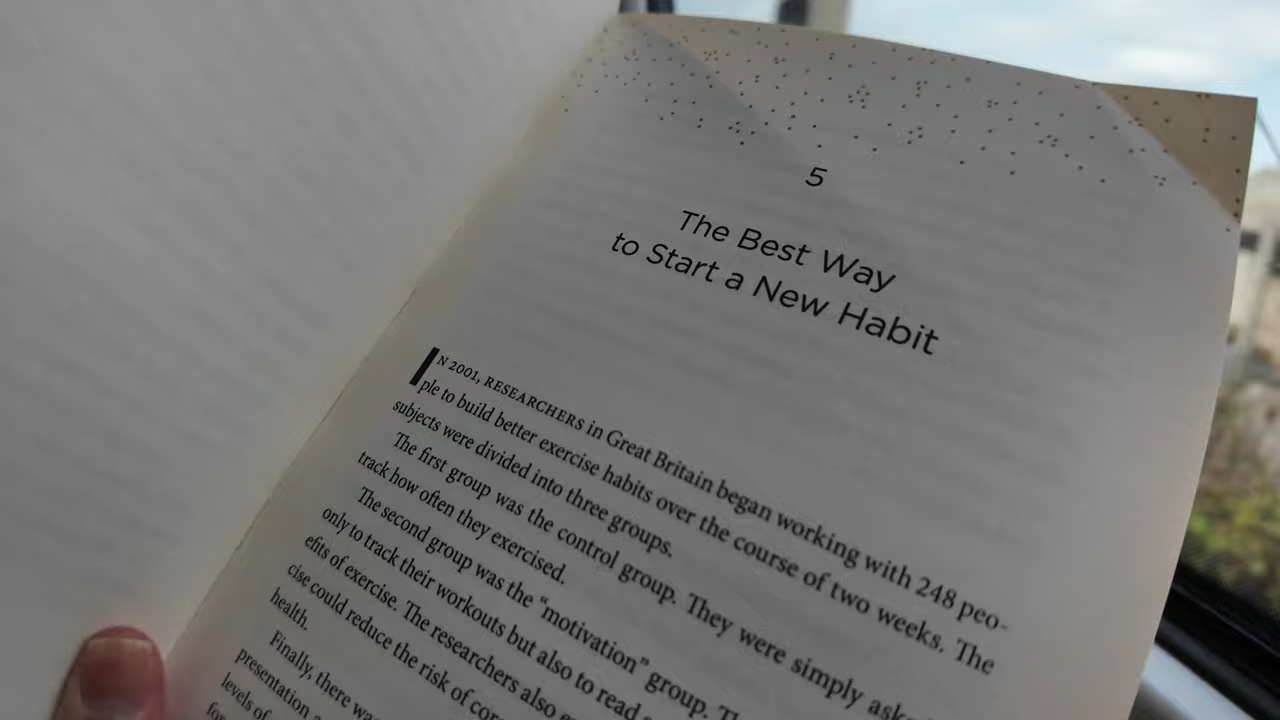 5
The Best Way
to Start a New Habit
IN 2001, RESEARCHERS in Great Britain began working with 248 peo-
ple to build better exercise habits over the course of two weeks. The
subjects were divided into three groups.
The first group was the control group. They were simply
track how often they exercised.
The second group was the “motivation” group.
only to track their workouts but also to read
efits of exercise. The researchers also
cise could reduce the risk of
health.
Finally, there
presentation
levels of